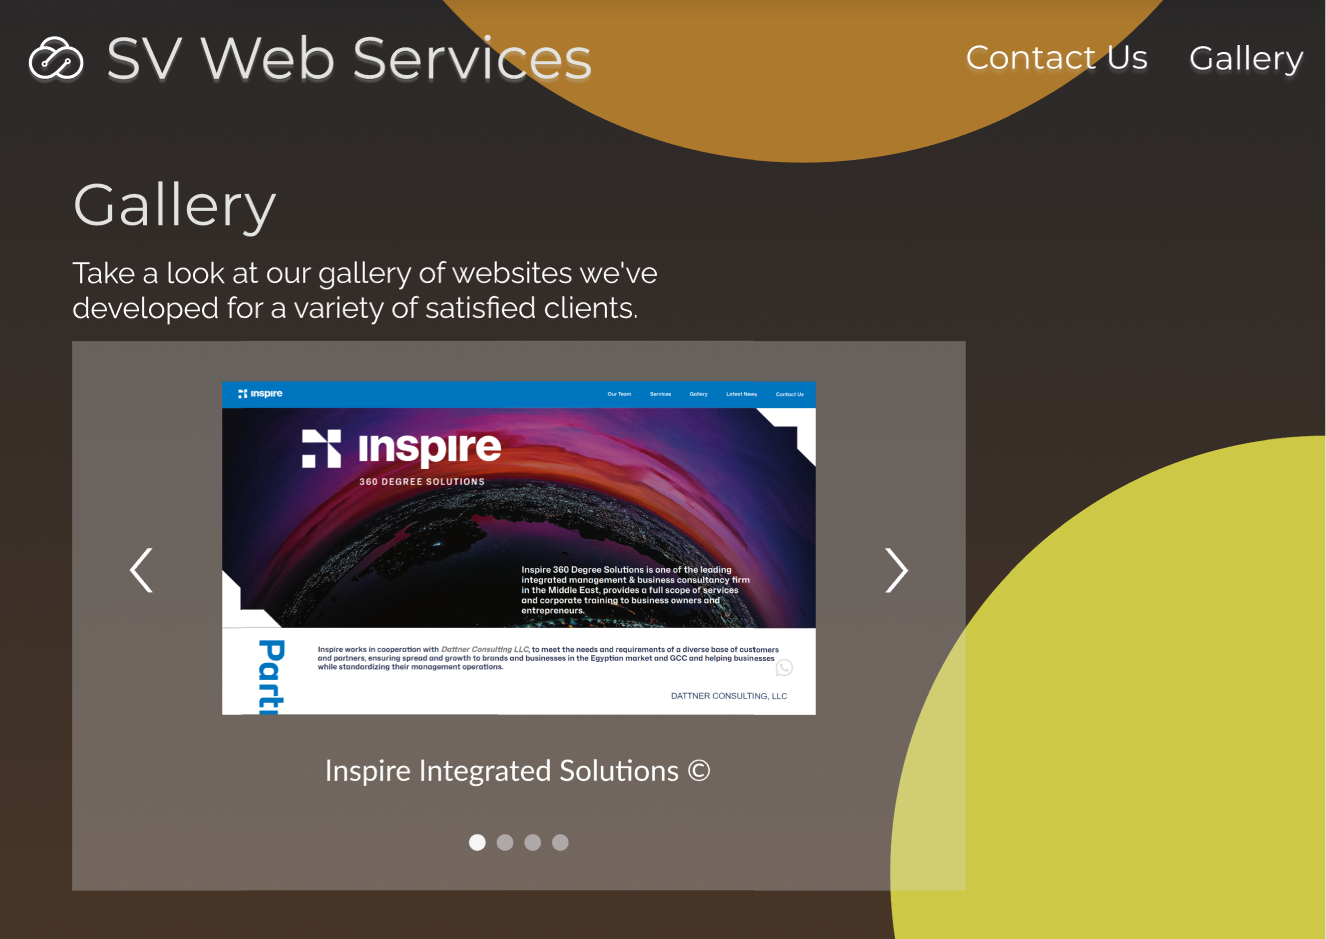 SV Web Services
Contact Us
Gallery
Gallery
Take a look at our gallery of websites we've
developed for a variety of satisfied clients.
inspire
Our Team
Services
Gallery
Latest News
Contact Us
inspire
360 DEGREE SOLUTIONS
Inspire 360 Degree Solutions is one of the leading
integrated management & business consultancy firm
in the Middle East, provides a full scope of services
and corporate training to business owners and
entrepreneurs.
Inspire works in cooperation with Dattner Consulting LLC, to meet the needs and requirements of a diverse base of customers
and partners, ensuring spread and growth to brands and businesses in the Egyptian market and GCC and helping businesses
while standardizing their management operations.
DATTNER CONSULTING, LLC
Inspire Integrated Solutions ©